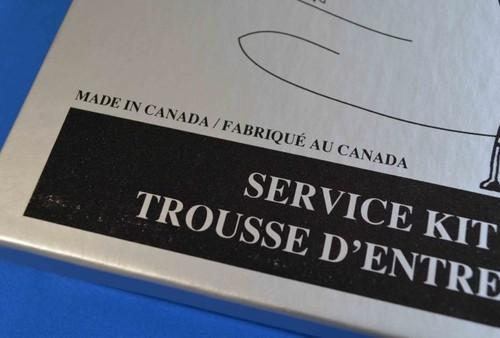 MADE IN CANADA / FABRIQUÉ AU CANADA
SERVICE KIT
TROUSSE D'ENTRE